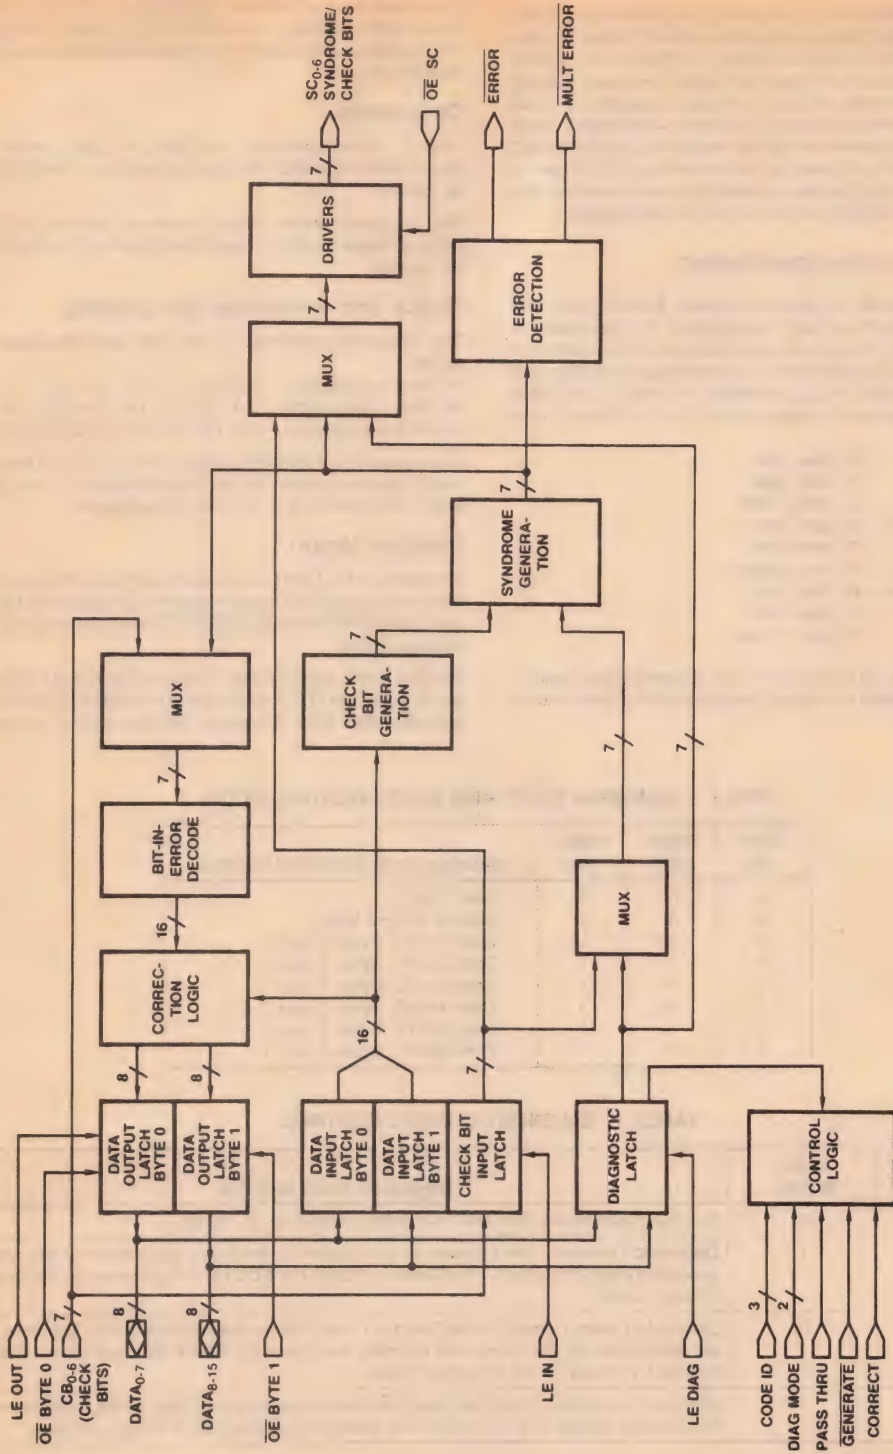 LE OUT
OE BYTE 0
CB0-6
(CHECK
BITS)
7
DATA0-7
8
DATA8-15
8
OE BYTE 1
LE IN
LE DIAG
CODE ID
3
DIAG MODE
2
PASS THRU
GENERATE
CORRECT
DATA
OUTPUT
LATCH
BYTE 0
DATA
OUTPUT
LATCH
BYTE 1
DATA
INPUT
LATCH
BYTE 0
DATA
INPUT
LATCH
BYTE 1
CHECK BIT
INPUT
LATCH
DIAGNOSTIC
LATCH
CONTROL
LOGIC
8
8
16
7
CORREC-
TION
LOGIC
16
BIT-IN-
ERROR
DECODE
7
MUX
CHECK
BIT
GENERA-
TION
7
MUX
7
7
SYNDROME
GENERA-
TION
7
MUX
7
DRIVERS
7
SC0-6
SYNDROME/
CHECK BITS
OE SC
ERROR
DETECTION
ERROR
MULT ERROR